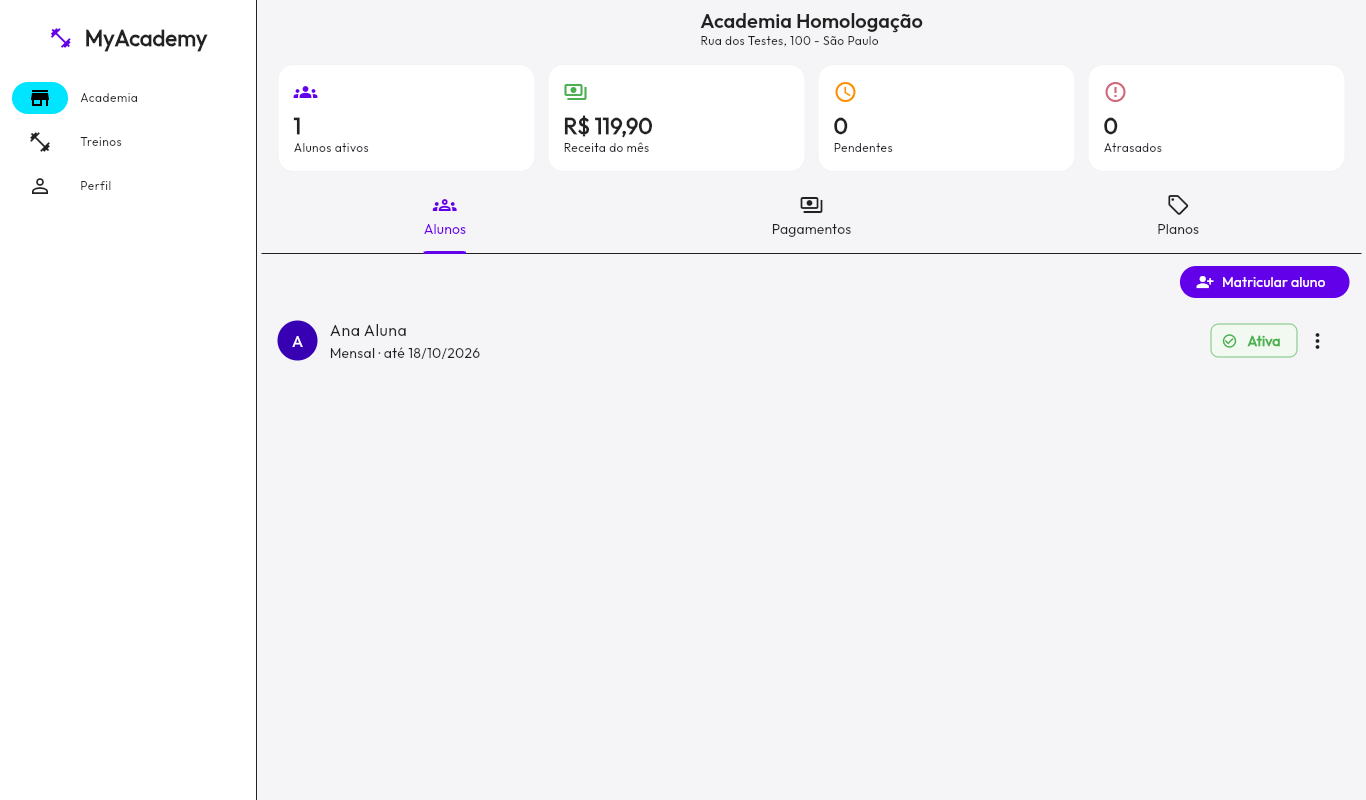 MyAcademy
Academia
Treinos
Perfil
Academia Homologação
Rua dos Testes, 100 - São Paulo
1
Alunos ativos
R$ 119,90
Receita do mês
0
Pendentes
0
Atrasados
Alunos
Pagamentos
Planos
Matricular aluno
A
Ana Aluna
Mensal · até 18/10/2026
Ativa